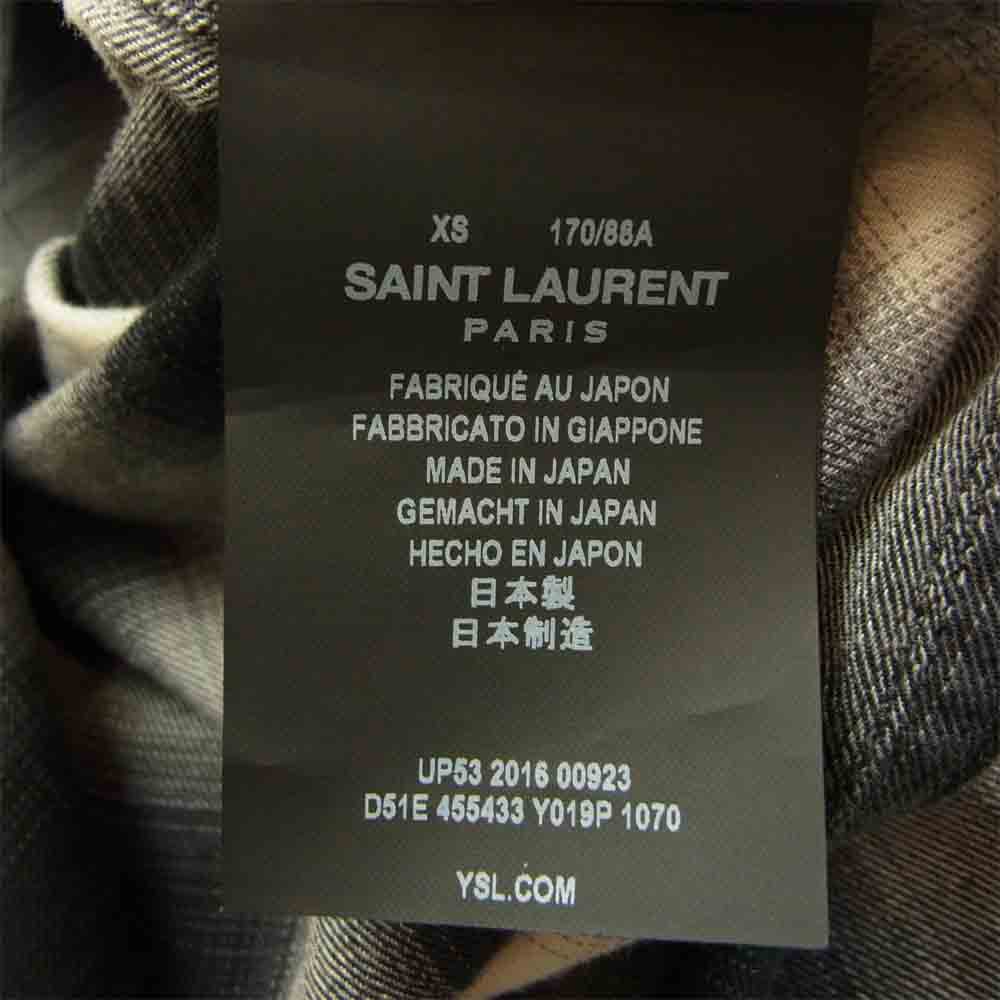 XS 170/88A
SAINT LAURENT
PARIS
FABRIQUÉ AU JAPON
FABBRICATO IN GIAPPONE
MADE IN JAPAN
GEMACHT IN JAPAN
HECHO EN JAPON
日本製
日本制造
UP53 2016 00923
D51E 455433 Y019P 1070
YSL.COM